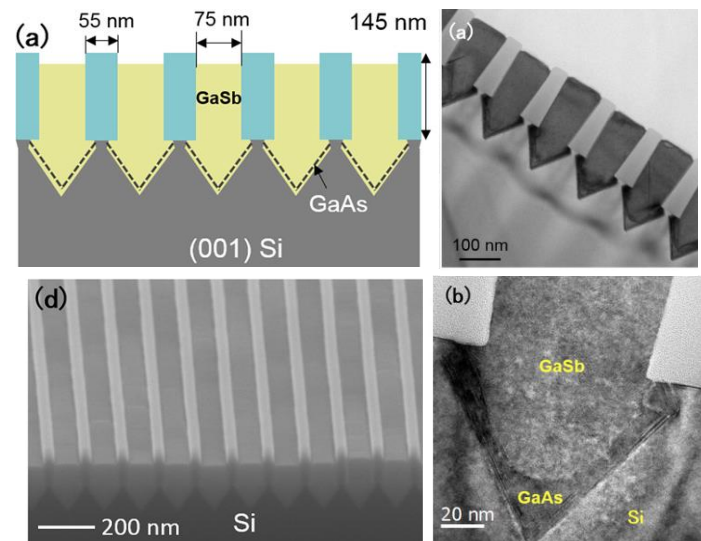 (a)
55 nm
75 nm
145 nm
GaSb
GaAs
(001) Si
(a)
100 nm
(d)
200 nm
Si
(b)
GaSb
GaAs
Si
20 nm